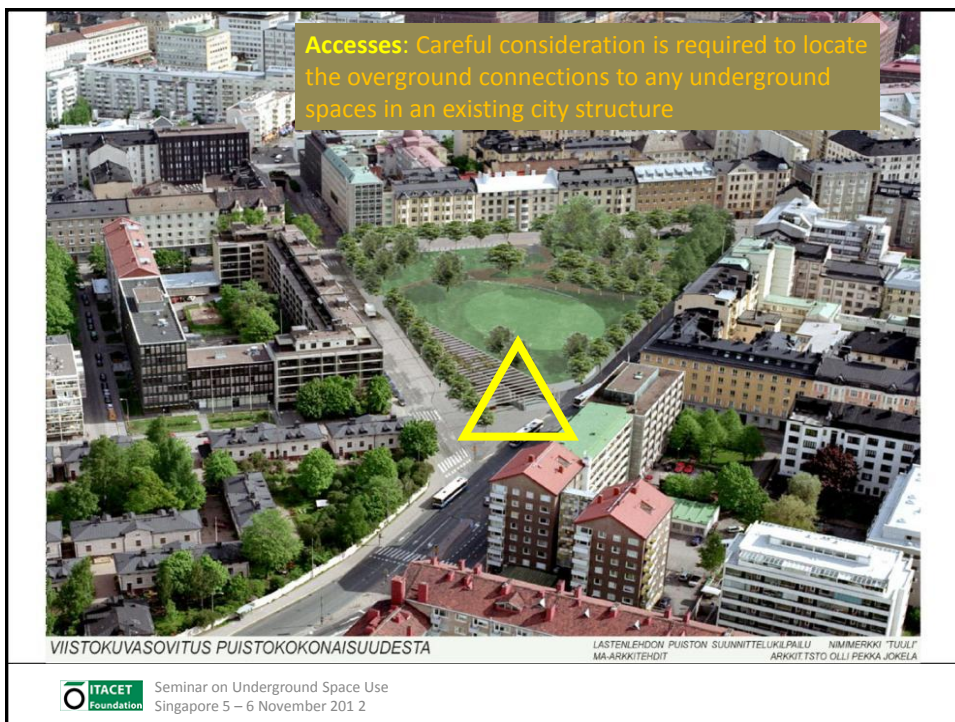 Accesses: Careful consideration is required to locate
the overground connections to any underground
spaces in an existing city structure
VIISTOKUVASOVITUS PUISTOKOKONAISUUDESTA
LASTENLEHDON PUISTON SUUNNITTELUKILPAILU NIMIMERKKI "TUULI"
MA-ARKKITEHDIT ARKKIT.TSTO OLLI PEKKA JOKELA
ITACET
Foundation
Seminar on Underground Space Use
Singapore 5 – 6 November 201 2